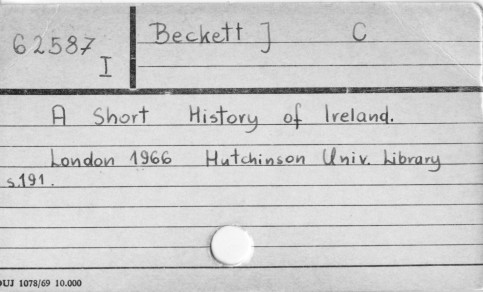 62587
I
Beckett J C
A Short History of Ireland.
London 1966 Hutchinson Univ. Library
s.191.
DUJ 1078/69 10.000